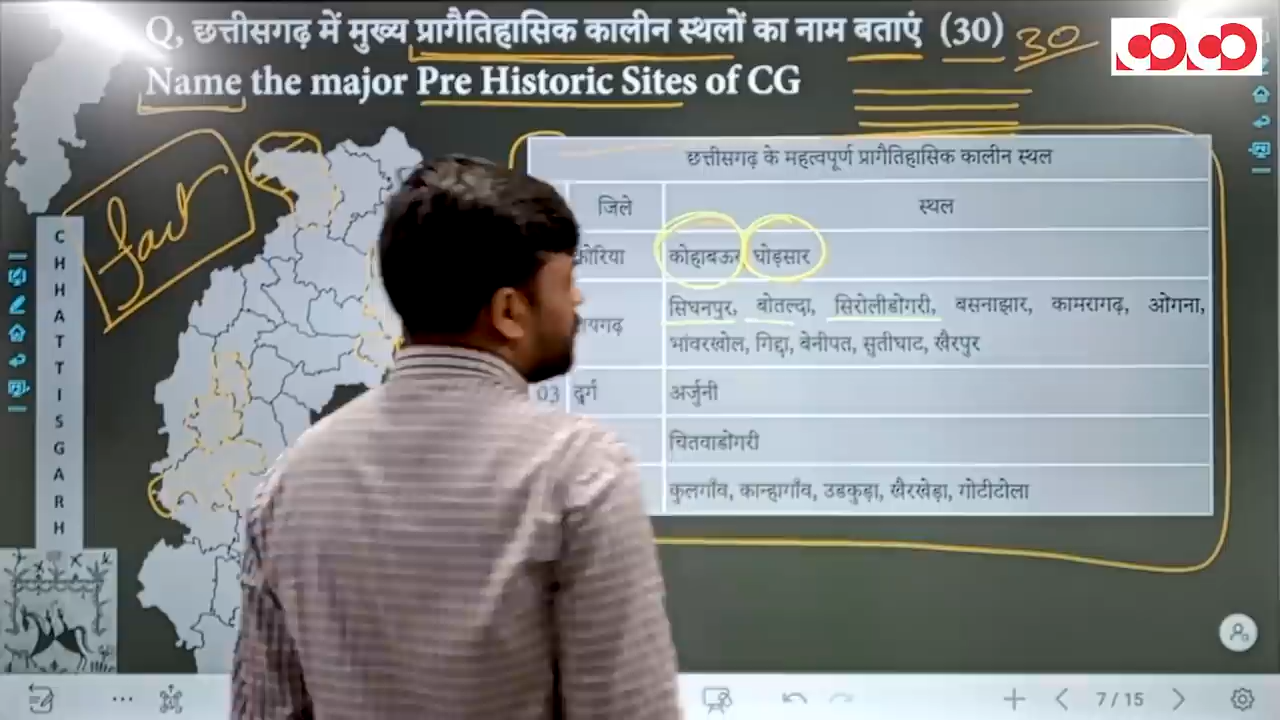 Q, छत्तीसगढ़ में मुख्य प्रागैतिहासिक कालीन स्थलों का नाम बताएं (30) 30
Name the major Pre Historic Sites of CG
fact
CHHATTISGARH
छत्तीसगढ़ के महत्वपूर्ण प्रागैतिहासिक कालीन स्थल
जिले स्थल
कोहाबऊर घोड़सार
सिघनपुर, बोतल्दा, सिरोलीडोंगरी, बसनाझार, कामरागढ़, ओंगना,
भांवरखोल, गिद्दा, बेनीपत, सुतीघाट, खैरपुर
03 दुर्ग अर्जुनी
चितवाडोंगरी
कुलगाँव, कान्हागाँव, उडकुड़ा, खैरखेड़ा, गोटीटोला
7/15